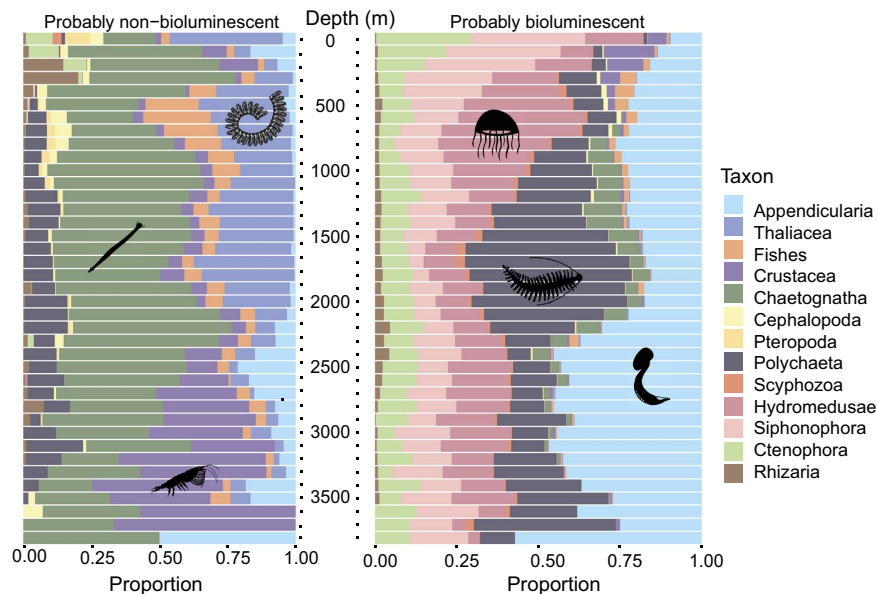 Probably non−bioluminescent
Depth (m)
Probably bioluminescent
0
500
1000
1500
2000
2500
3000
3500
0.00 0.25 0.50 0.75 1.00
Proportion
0.00 0.25 0.50 0.75 1.00
Proportion
Taxon
Appendicularia
Thaliacea
Fishes
Crustacea
Chaetognatha
Cephalopoda
Pteropoda
Polychaeta
Scyphozoa
Hydromedusae
Siphonophora
Ctenophora
Rhizaria